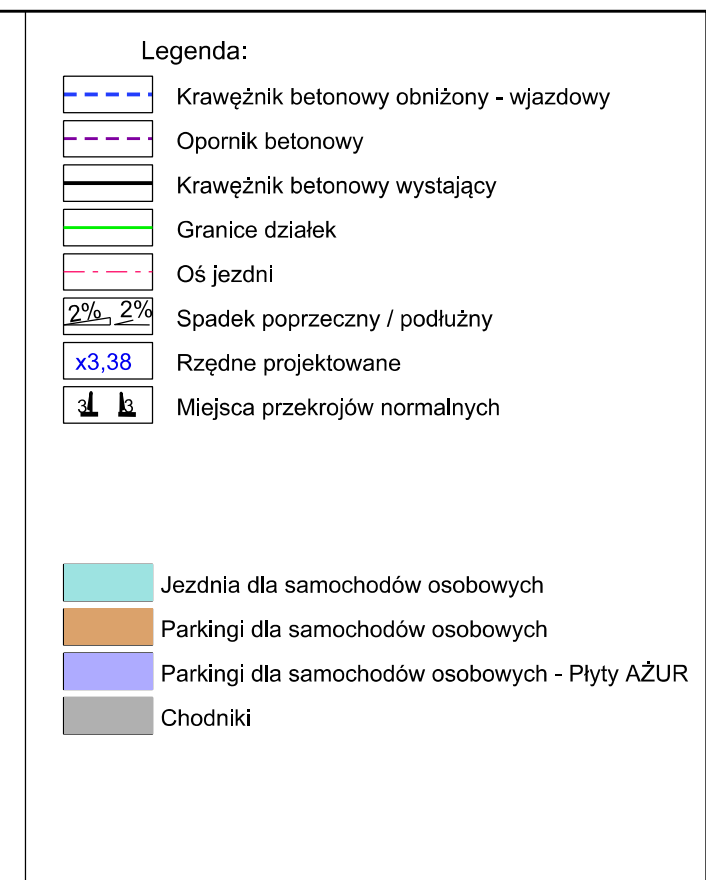 Legenda:
Krawężnik betonowy obniżony - wjazdowy
Opornik betonowy
Krawężnik betonowy wystający
Granice działek
Oś jezdni
2% 2% Spadek poprzeczny / podłużny
x3,38 Rzędne projektowane
3 3 Miejsca przekrojów normalnych
Jezdnia dla samochodów osobowych
Parkingi dla samochodów osobowych
Parkingi dla samochodów osobowych - Płyty AŻUR
Chodniki